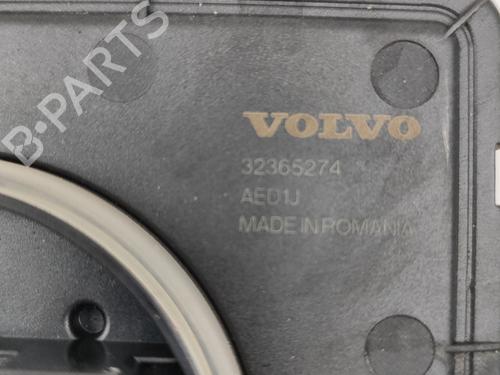 B-PARTS
VOLVO
32365274
AED1J
MADE IN ROMANIA